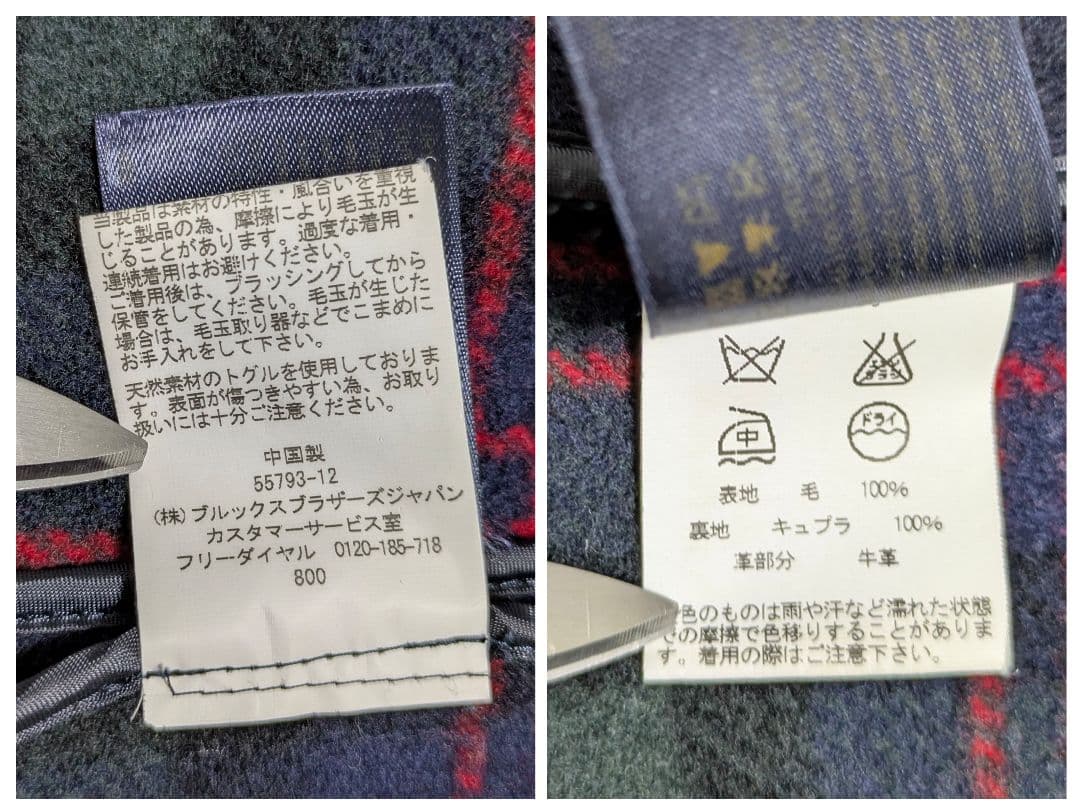 当製品は素材の特性・風合いを重視
した製品の為、摩擦により毛玉が生
じることがあります。過度な着用・
連続着用はお避けください。
ご着用後は、ブラッシングしてから
保管をしてください。毛玉が生じた
場合は、毛玉取り器などでこまめに
お手入れをして下さい。
天然素材のトグルを使用しておりま
す。表面が傷つきやすい為、お取り
扱いには十分ご注意ください。
中国製
55793-12
(株)ブルックスブラザーズジャパン
カスタマーサービス室
フリーダイヤル 0120-185-718
800
エンソ
サラシ
中
ドライ
表地 毛 100%
裏地 キュプラ 100%
革部分 牛革
色のものは雨や汗など濡れた状態
での摩擦で色移りすることがありま
す。着用の際はご注意下さい。